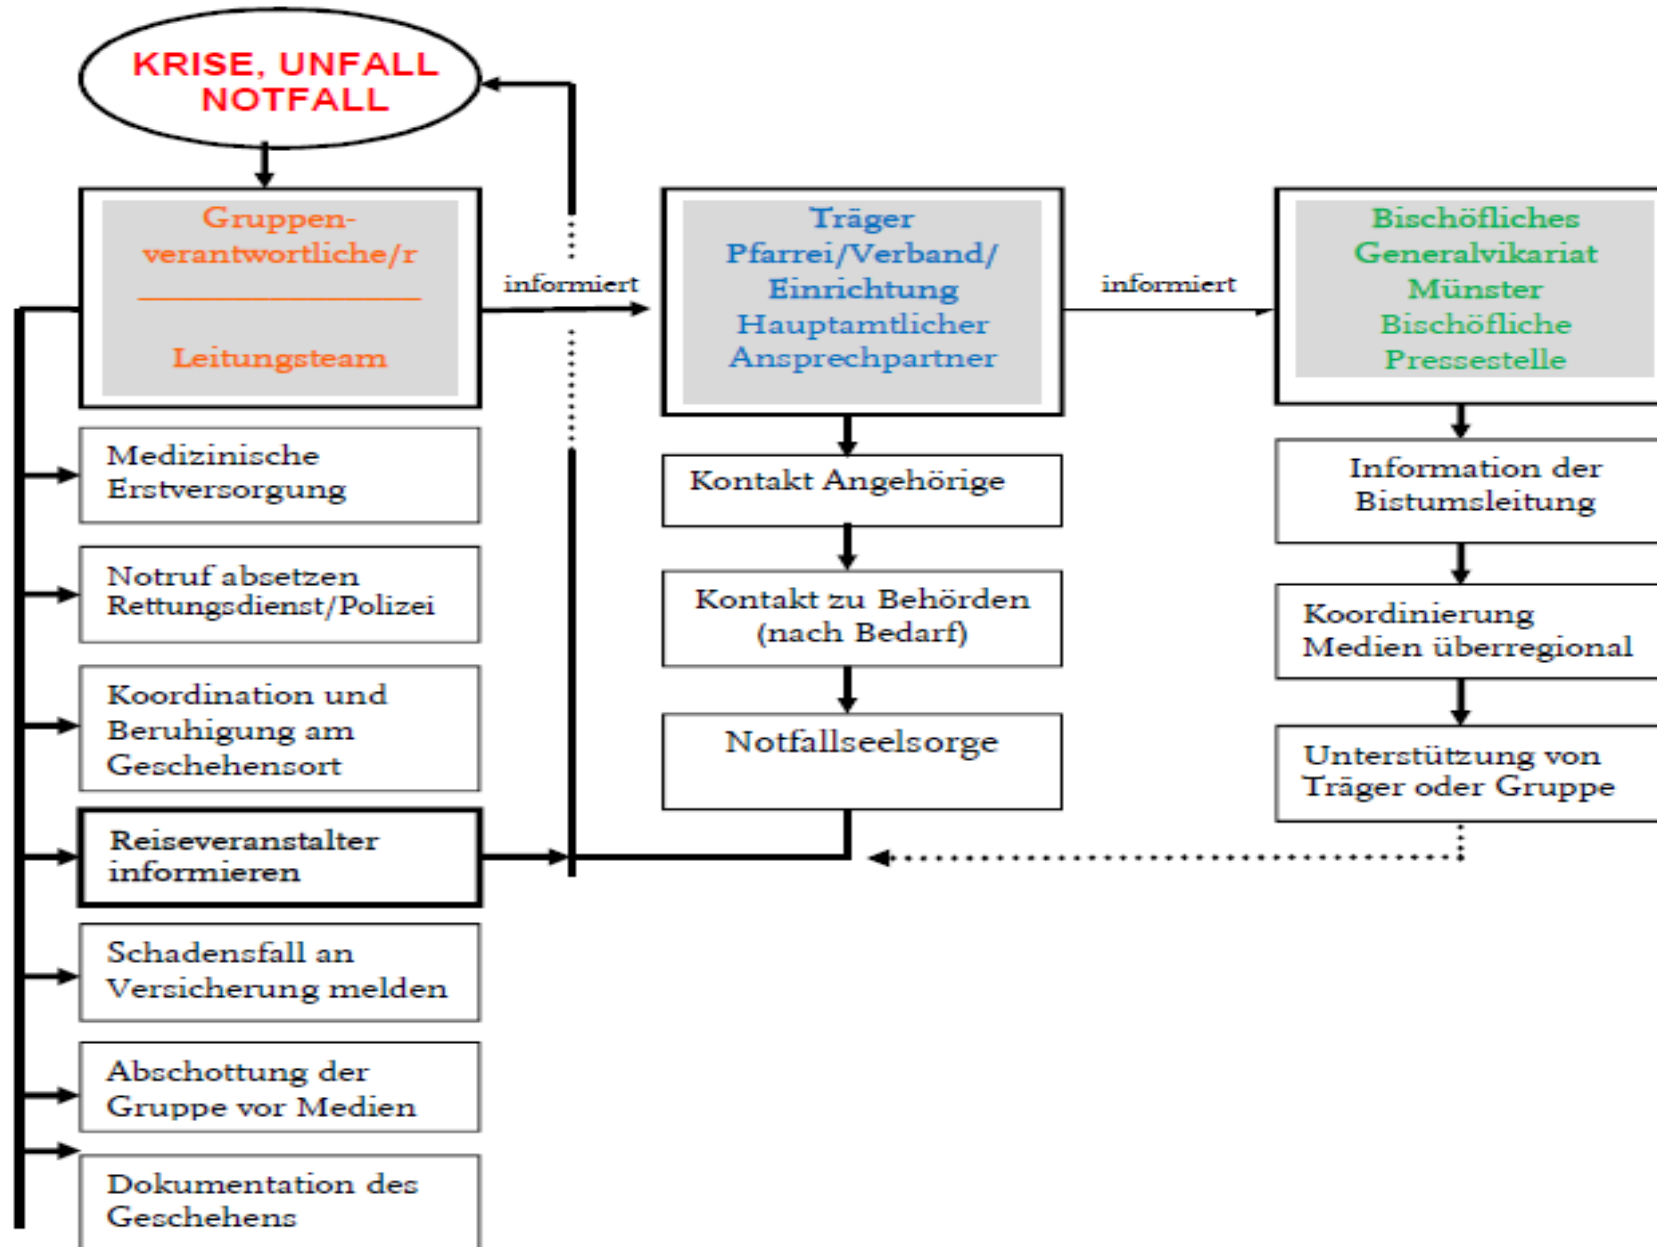 KRISE, UNFALL
NOTFALL
Gruppen-
verantwortliche/r
Leitungsteam
informiert
Träger
Pfarrei/Verband/
Einrichtung
Hauptamtlicher
Ansprechpartner
informiert
Bischöfliches
Generalvikariat
Münster
Bischöfliche
Pressestelle
Medizinische
Erstversorgung
Notruf absetzen
Rettungsdienst/Polizei
Koordination und
Beruhigung am
Geschehensort
Reiseveranstalter
informieren
Schadensfall an
Versicherung melden
Abschottung der
Gruppe vor Medien
Dokumentation des
Geschehens
Kontakt Angehörige
Kontakt zu Behörden
(nach Bedarf)
Notfallseelsorge
Information der
Bistumsleitung
Koordinierung
Medien überregional
Unterstützung von
Träger oder Gruppe